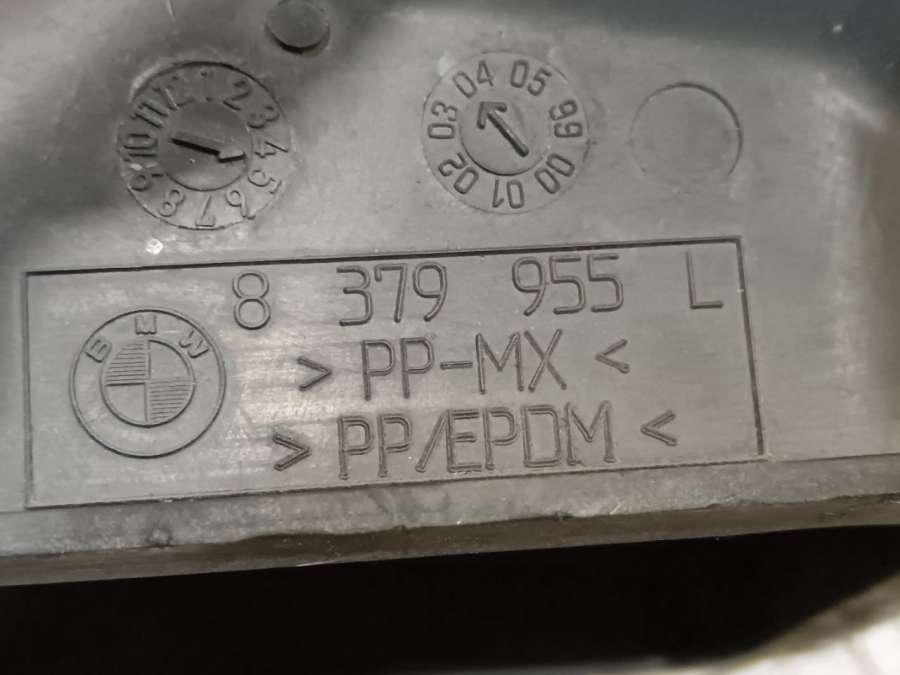 1 2 3 4 5 6 7 8 9 10 11 12
99 00 01 02 03 04 05
8 379 955 L
BMW
> PP-MX <
> PP/EPDM <